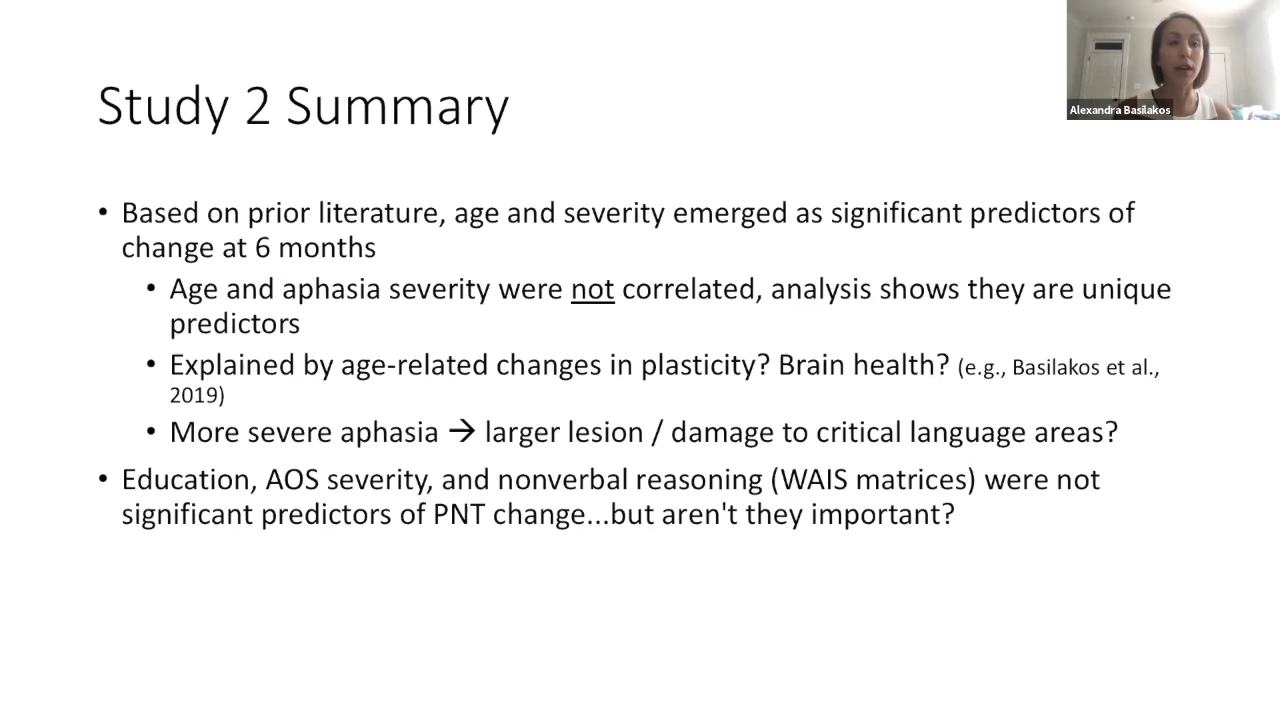 Alexandra Basilakos
Study 2 Summary
• Based on prior literature, age and severity emerged as significant predictors of
change at 6 months
• Age and aphasia severity were not correlated, analysis shows they are unique
predictors
• Explained by age-related changes in plasticity? Brain health? (e.g., Basilakos et al.,
2019)
• More severe aphasia → larger lesion / damage to critical language areas?
• Education, AOS severity, and nonverbal reasoning (WAIS matrices) were not
significant predictors of PNT change...but aren't they important?